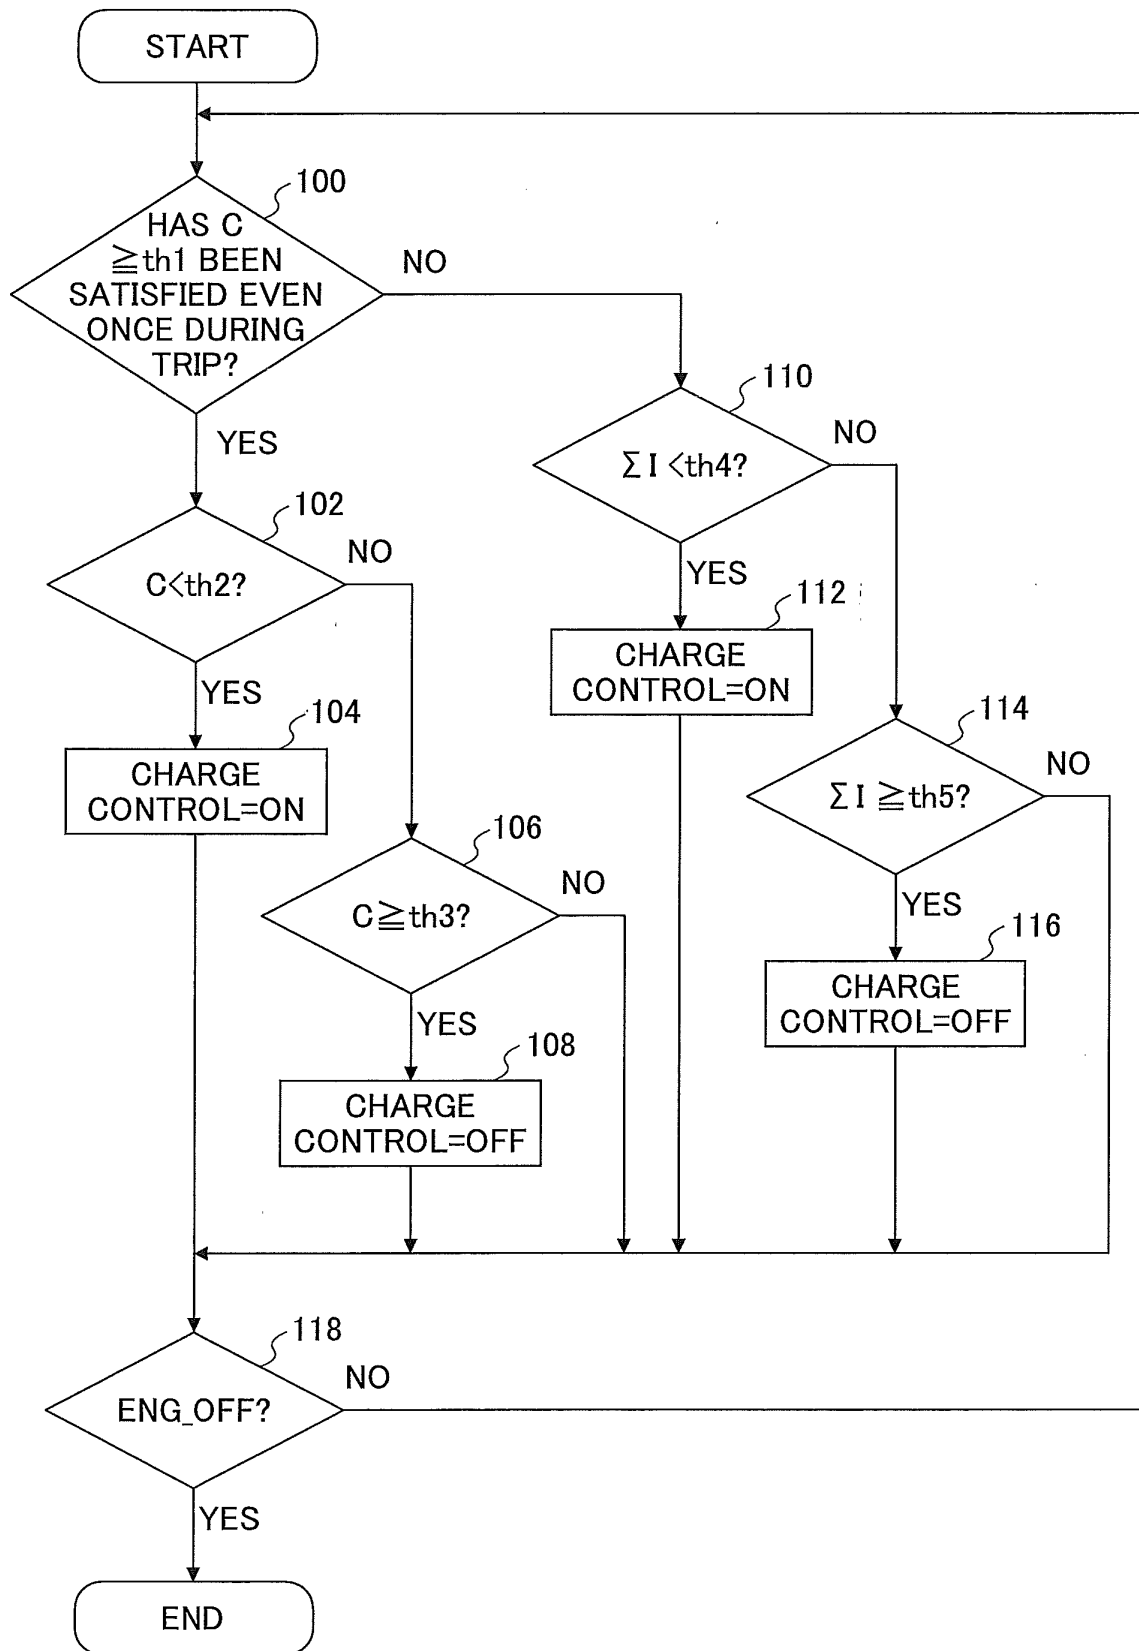 START
100
HAS C
≧th1 BEEN
SATISFIED EVEN
ONCE DURING
TRIP?
NO
YES
110
ΣI <th4?
NO
YES
102
C<th2?
NO
YES
112
CHARGE
CONTROL=ON
104
CHARGE
CONTROL=ON
114
ΣI ≧th5?
NO
YES
106
C≧th3?
NO
YES
116
CHARGE
CONTROL=OFF
108
CHARGE
CONTROL=OFF
118
ENG_OFF?
NO
YES
END